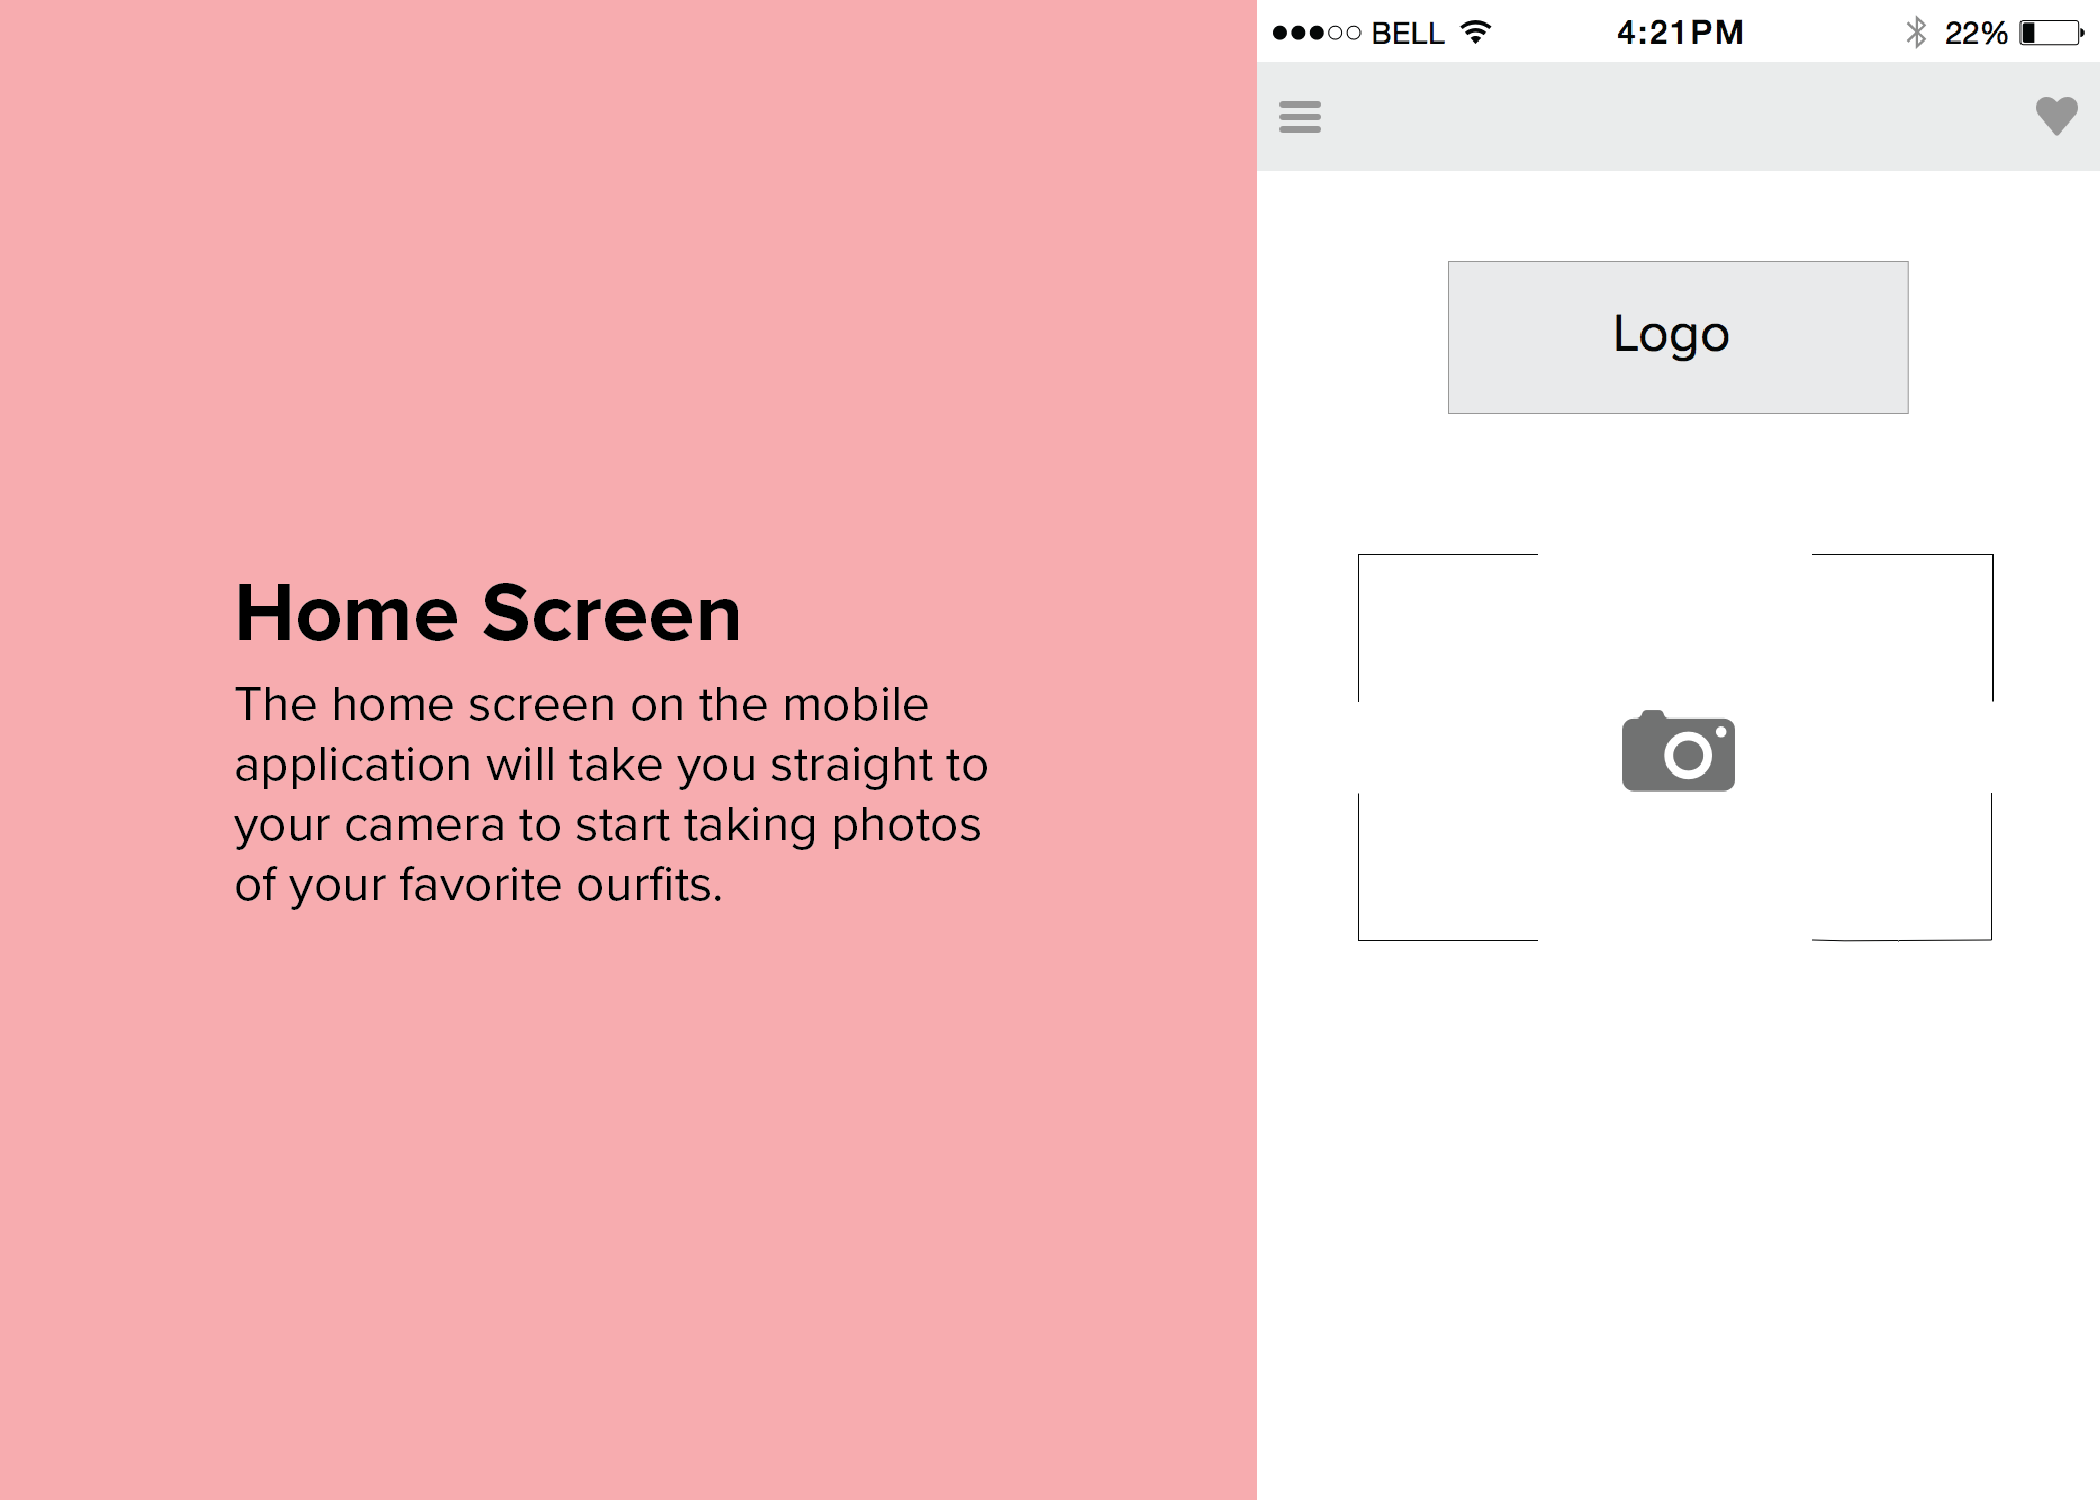 Home Screen
The home screen on the mobile
application will take you straight to
your camera to start taking photos
of your favorite ourfits.
BELL 4:21PM 22%
Logo